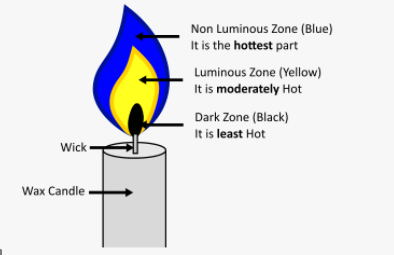 Non Luminous Zone (Blue)
It is the hottest part
Luminous Zone (Yellow)
It is moderately Hot
Dark Zone (Black)
It is least Hot
Wick
Wax Candle